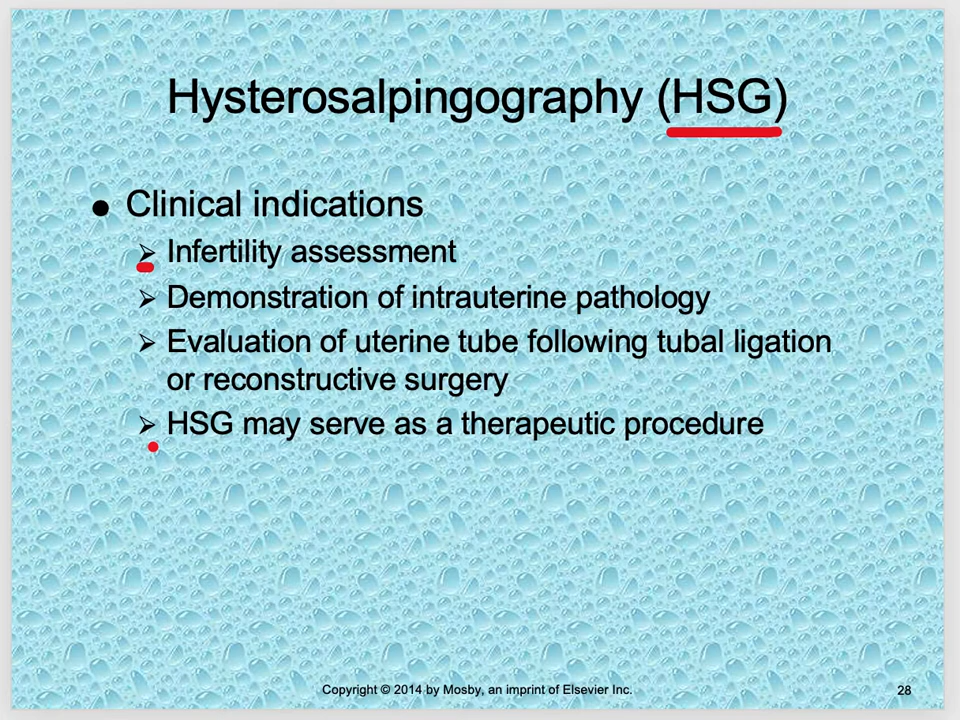 Hysterosalpingography (HSG)
● Clinical indications
➢ Infertility assessment
➢ Demonstration of intrauterine pathology
➢ Evaluation of uterine tube following tubal ligation
or reconstructive surgery
➢ HSG may serve as a therapeutic procedure
Copyright © 2014 by Mosby, an imprint of Elsevier Inc.
28